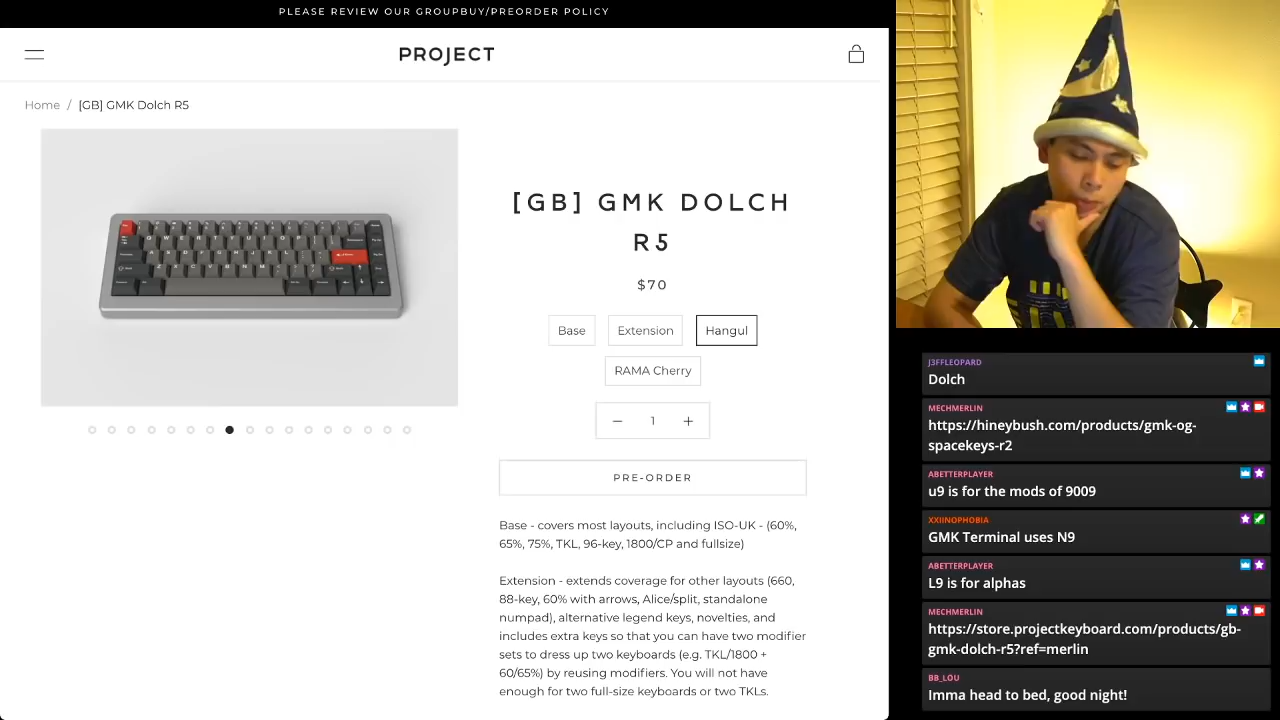 PLEASE REVIEW OUR GROUPBUY/PREORDER POLICY
PROJECT
Home / [GB] GMK Dolch R5
[GB] GMK DOLCH
R5
$70
Base Extension Hangul
RAMA Cherry
− 1 +
PRE-ORDER
Base - covers most layouts, including ISO-UK - (60%,
65%, 75%, TKL, 96-key, 1800/CP and fullsize)
Extension - extends coverage for other layouts (660,
88-key, 60% with arrows, Alice/split, standalone
numpad), alternative legend keys, novelties, and
includes extra keys so that you can have two modifier
sets to dress up two keyboards (e.g. TKL/1800 +
60/65%) by reusing modifiers. You will not have
enough for two full-size keyboards or two TKLs.
J3FFLEOPARD
Dolch
MECHMERLIN
https://hineybush.com/products/gmk-og-
spacekeys-r2
ABETTERPLAYER
u9 is for the mods of 9009
XXIINOPHOBIA
GMK Terminal uses N9
ABETTERPLAYER
L9 is for alphas
MECHMERLIN
https://store.projectkeyboard.com/products/gb-
gmk-dolch-r5?ref=merlin
BB_LOU
Imma head to bed, good night!